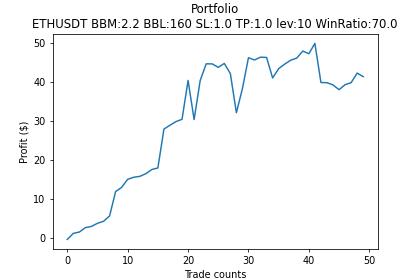 Portfolio
ETHUSDT BBM:2.2 BBL:160 SL:1.0 TP:1.0 lev:10 WinRatio:70.0
50
40
30
20
10
0
Profit ($)
0 10 20 30 40 50
Trade counts